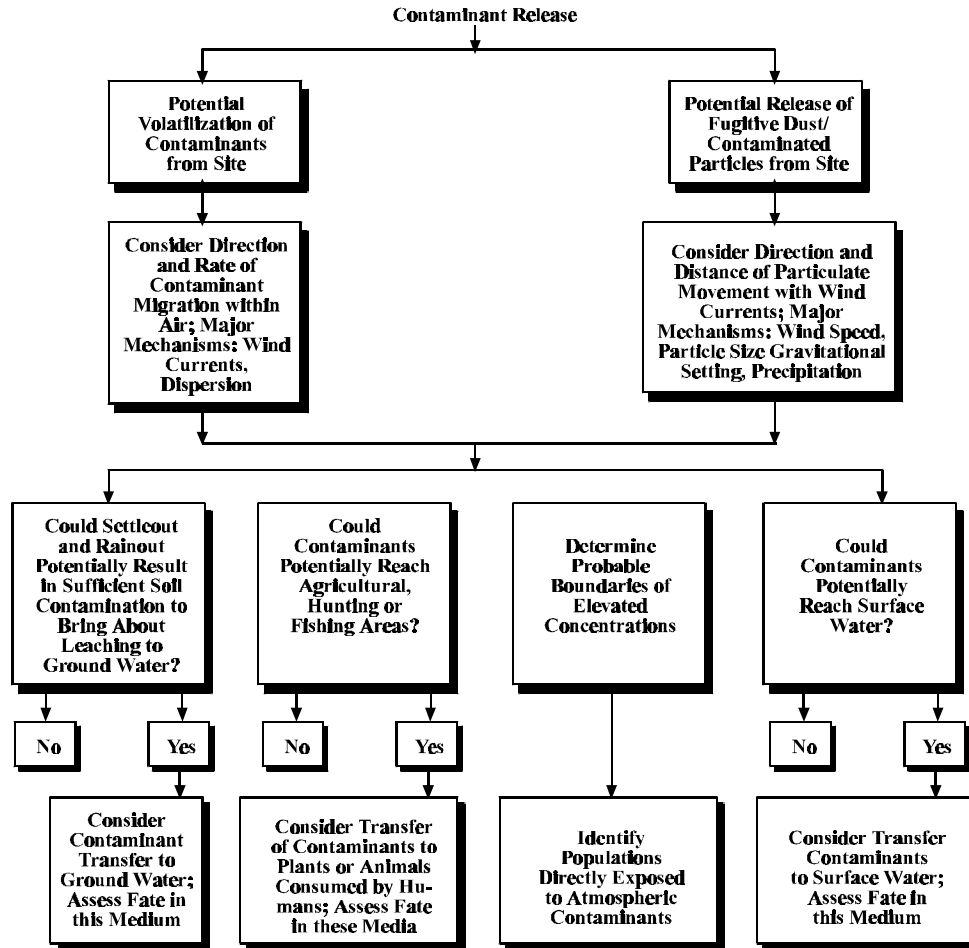 Contaminant Release
Potential
Volatilization of
Contaminants
from Site
Potential Release of
Fugitive Dust/
Contaminated
Particles from Site
Consider Direction
and Rate of
Contaminant
Migration within
Air; Major
Mechanisms: Wind
Currents,
Dispersion
Consider Direction and
Distance of Particulate
Movement with Wind
Currents; Major
Mechanisms: Wind Speed,
Particle Size Gravitational
Setting, Precipitation
Could Settleout
and Rainout
Potentially Result
in Sufficient Soil
Contamination to
Bring About
Leaching to
Ground Water?
Could
Contaminants
Potentially Reach
Agricultural,
Hunting or
Fishing Areas?
Determine
Probable
Boundaries of
Elevated
Concentrations
Could
Contaminants
Potentially
Reach Surface
Water?
No
Yes
No
Yes
No
Yes
Consider
Contaminant
Transfer to
Ground Water;
Assess Fate in
this Medium
Consider Transfer
of Contaminants to
Plants or Animals
Consumed by Hu-
mans; Assess Fate
in these Media
Identify
Populations
Directly Exposed
to Atmospheric
Contaminants
Consider Transfer
Contaminants
to Surface Water;
Assess Fate in
this Medium